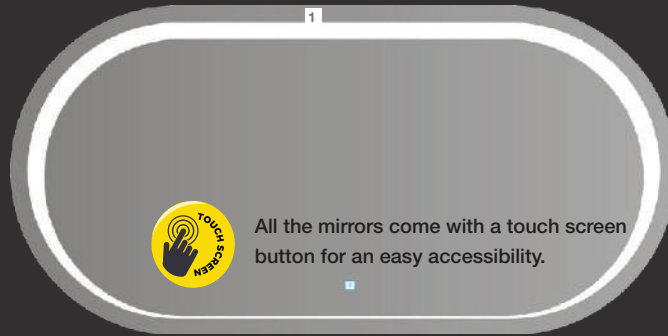 1
TOUCH SCREEN
All the mirrors come with a touch screen
button for an easy accessibility.